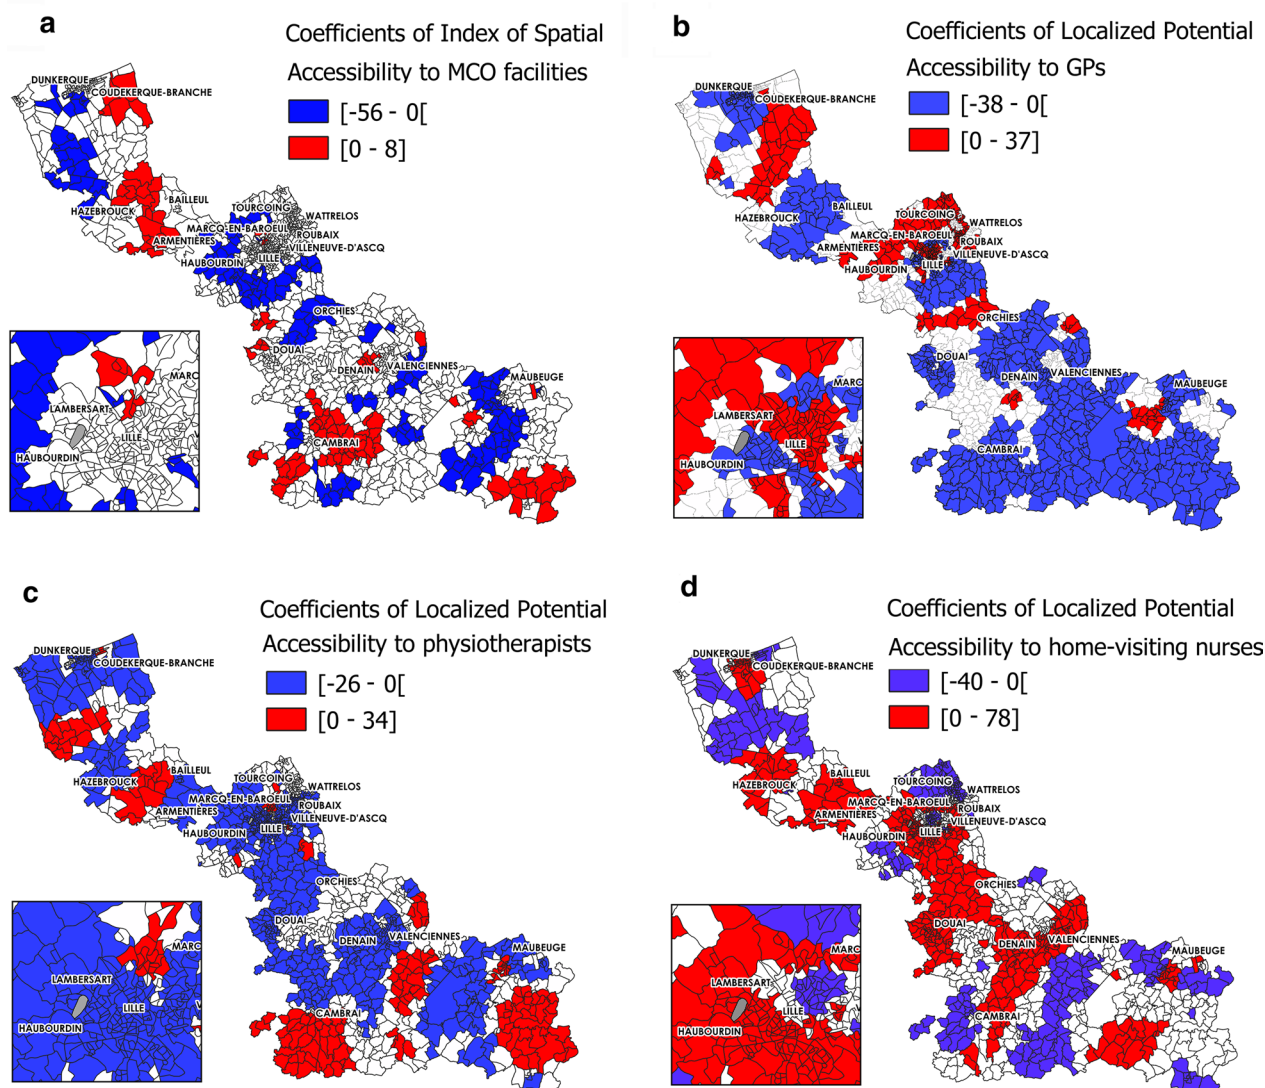 a
Coefficients of Index of Spatial
Accessibility to MCO facilities
[-56 - 0[
[0 - 8]
DUNKERQUE
COUDEKERQUE-BRANCHE
BAILLEUL
HAZEBROUCK
TOURCOING
WATTRELOS
MARCQ-EN-BAROEUL
ROUBAIX
ARMENTIÈRES
VILLENEUVE-D'ASCQ
HAUBOURDIN
LILLE
ORCHIES
DOUAI
DENAIN
VALENCIENNES
MAUBEUGE
CAMBRAI
MARC
LAMBERSART
LILLE
HAUBOURDIN
b
Coefficients of Localized Potential
Accessibility to GPs
[-38 - 0[
[0 - 37]
DUNKERQUE
COUDEKERQUE-BRANCHE
BAILLEUL
HAZEBROUCK
TOURCOING
WATTRELOS
MARCQ-EN-BAROEUL
ROUBAIX
ARMENTIÈRES
VILLENEUVE-D'ASCQ
HAUBOURDIN
LILLE
ORCHIES
DOUAI
DENAIN
VALENCIENNES
MAUBEUGE
CAMBRAI
MARC
LAMBERSART
LILLE
HAUBOURDIN
c
Coefficients of Localized Potential
Accessibility to physiotherapists
[-26 - 0[
[0 - 34]
DUNKERQUE
COUDEKERQUE-BRANCHE
BAILLEUL
HAZEBROUCK
TOURCOING
WATTRELOS
MARCQ-EN-BAROEUL
ROUBAIX
ARMENTIÈRES
VILLENEUVE-D'ASCQ
HAUBOURDIN
LILLE
ORCHIES
DOUAI
DENAIN
VALENCIENNES
MAUBEUGE
CAMBRAI
MARC
LAMBERSART
LILLE
HAUBOURDIN
d
Coefficients of Localized Potential
Accessibility to home-visiting nurses
[-40 - 0[
[0 - 78]
DUNKERQUE
COUDEKERQUE-BRANCHE
BAILLEUL
HAZEBROUCK
TOURCOING
WATTRELOS
MARCQ-EN-BAROEUL
ROUBAIX
ARMENTIÈRES
VILLENEUVE-D'ASCQ
HAUBOURDIN
LILLE
ORCHIES
DOUAI
DENAIN
VALENCIENNES
MAUBEUGE
CAMBRAI
MARC
LAMBERSART
LILLE
HAUBOURDIN